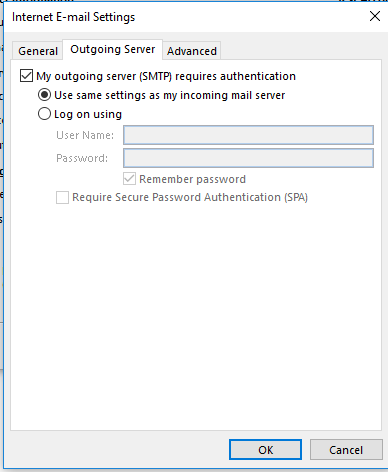 Internet E-mail Settings
General Outgoing Server Advanced
My outgoing server (SMTP) requires authentication
Use same settings as my incoming mail server
Log on using
User Name:
Password:
Remember password
Require Secure Password Authentication (SPA)
OK Cancel